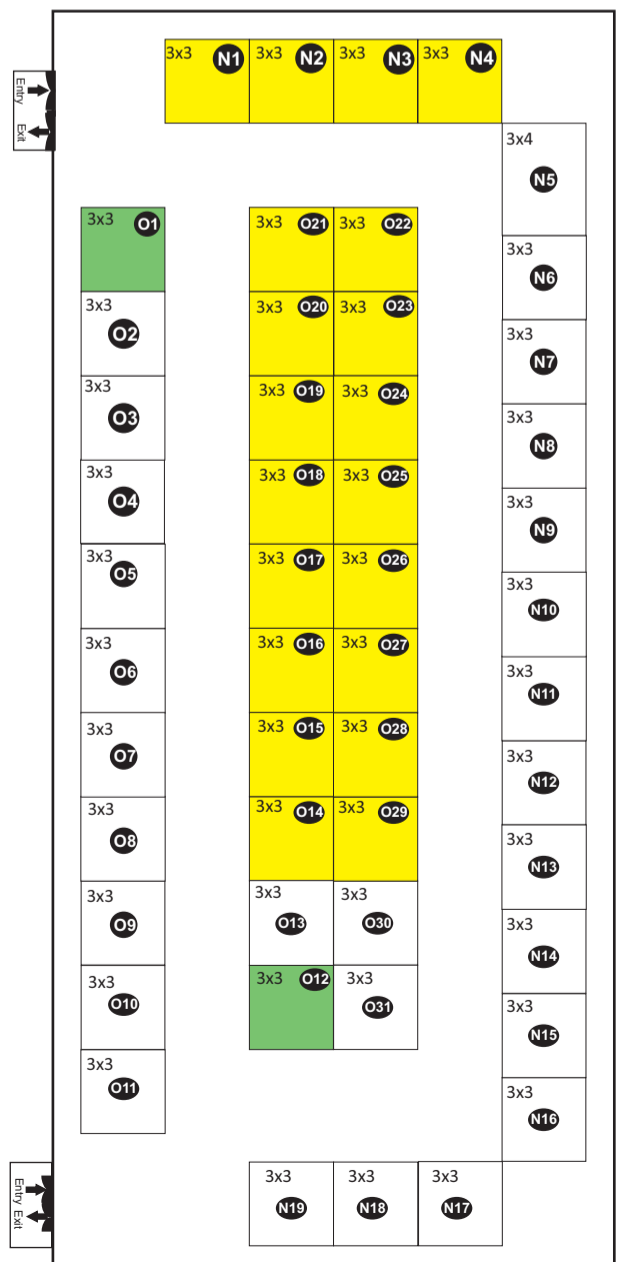 3x3 N1 3x3 N2 3x3 N3 3x3 N4
Entry
Exit
3x4
N5
3x3 O1 3x3 O21 3x3 O22
3x3
N6
3x3
O2
3x3 O20 3x3 O23
3x3
N7
3x3
O3
3x3 O19 3x3 O24
3x3
N8
3x3
O4
3x3 O18 3x3 O25
3x3
N9
3x3
O5
3x3 O17 3x3 O26
3x3
N10
3x3
O6
3x3 O16 3x3 O27
3x3
N11
3x3
O7
3x3 O15 3x3 O28
3x3
N12
3x3
O8
3x3 O14 3x3 O29
3x3
N13
3x3
O9
3x3
O13
3x3
O30
3x3
N14
3x3
O10
3x3 O12
3x3
O31
3x3
N15
3x3
O11
3x3
N16
Entry
Exit
3x3
N19
3x3
N18
3x3
N17